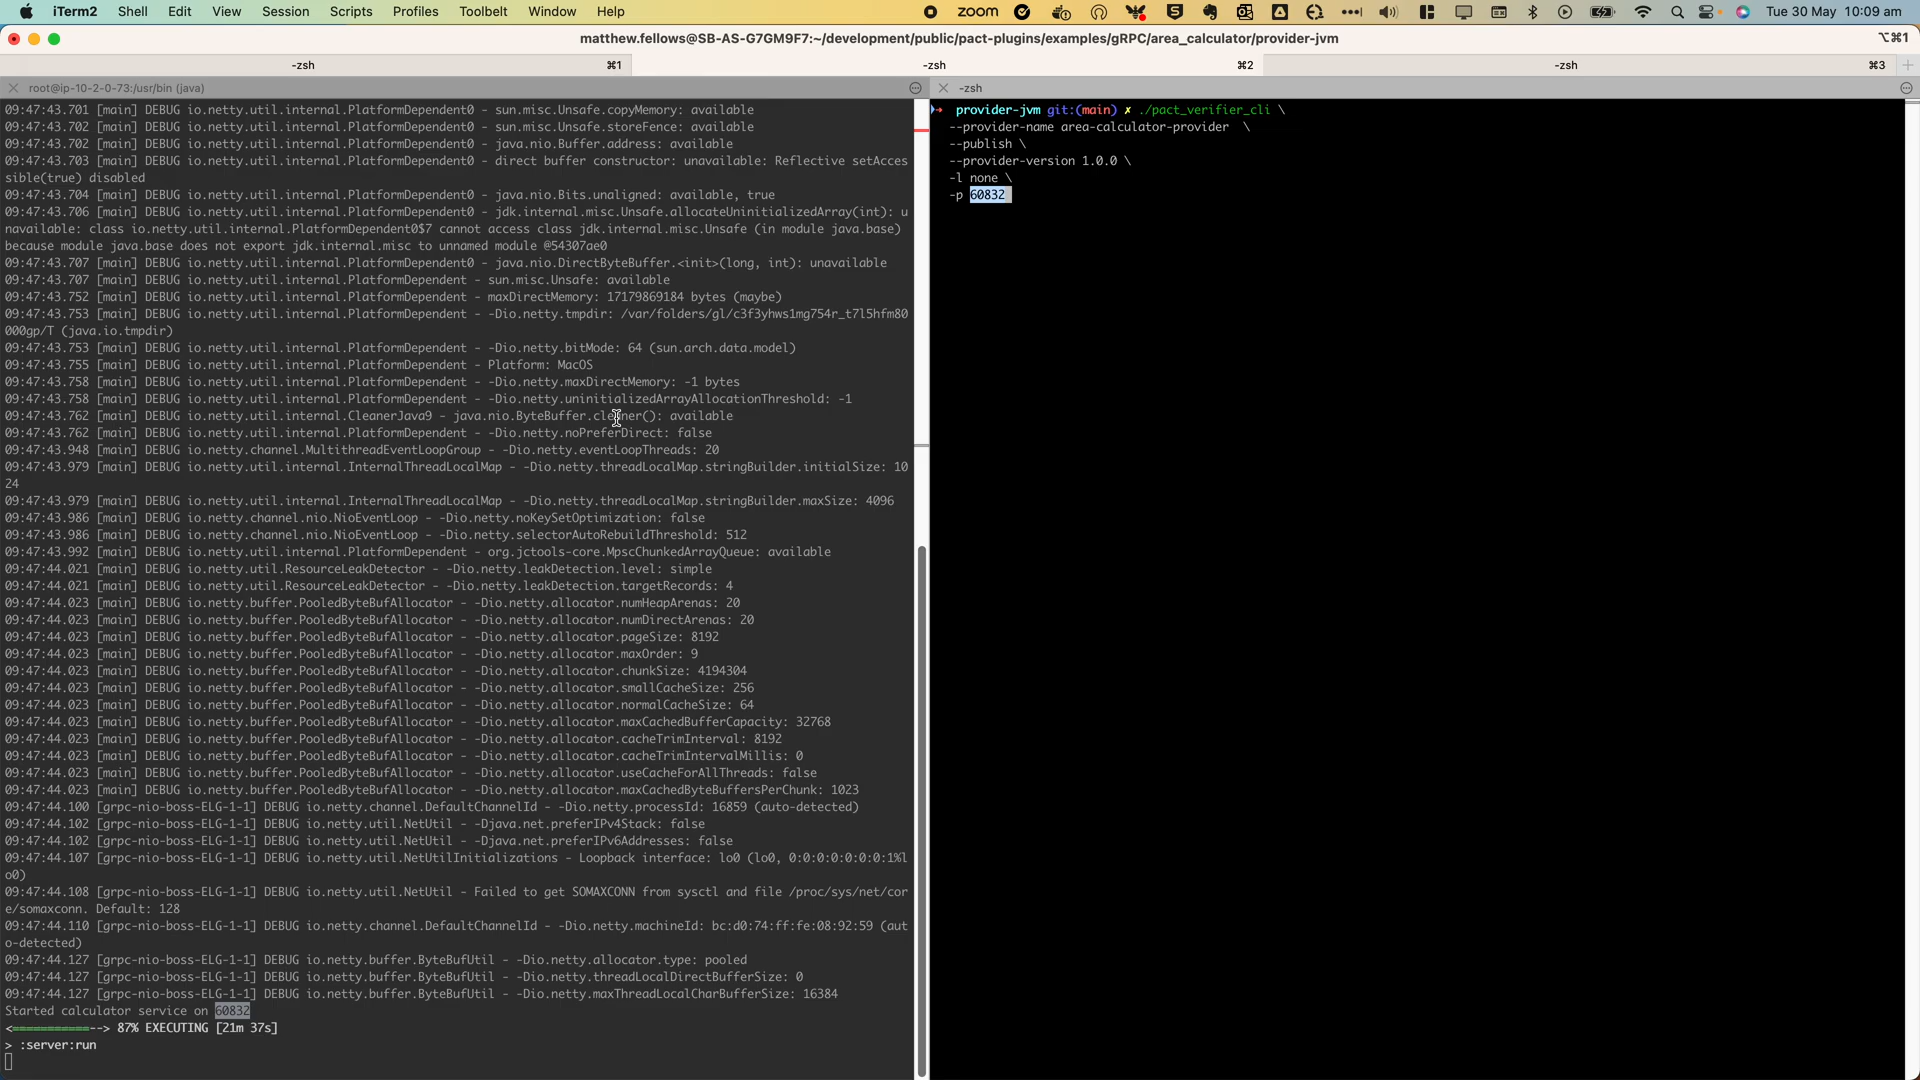 iTerm2 Shell Edit View Session Scripts Profiles Toolbelt Window Help zoom Tue 30 May 10:09 am
matthew.fellows@SB-AS-G7GM9F7:~/development/public/pact-plugins/examples/gRPC/area_calculator/provider-jvm ⌥⌘1
-zsh ⌘1 -zsh ⌘2 -zsh ⌘3
root@ip-10-2-0-73:/usr/bin (java)
09:47:43.701 [main] DEBUG io.netty.util.internal.PlatformDependent0 - sun.misc.Unsafe.copyMemory: available
09:47:43.702 [main] DEBUG io.netty.util.internal.PlatformDependent0 - sun.misc.Unsafe.storeFence: available
09:47:43.702 [main] DEBUG io.netty.util.internal.PlatformDependent0 - java.nio.Buffer.address: available
09:47:43.703 [main] DEBUG io.netty.util.internal.PlatformDependent0 - direct buffer constructor: unavailable: Reflective setAcces
sible(true) disabled
09:47:43.704 [main] DEBUG io.netty.util.internal.PlatformDependent0 - java.nio.Bits.unaligned: available, true
09:47:43.706 [main] DEBUG io.netty.util.internal.PlatformDependent0 - jdk.internal.misc.Unsafe.allocateUninitializedArray(int): u
navailable: class io.netty.util.internal.PlatformDependent0$7 cannot access class jdk.internal.misc.Unsafe (in module java.base)
because module java.base does not export jdk.internal.misc to unnamed module @54307ae0
09:47:43.707 [main] DEBUG io.netty.util.internal.PlatformDependent0 - java.nio.DirectByteBuffer.<init>(long, int): unavailable
09:47:43.707 [main] DEBUG io.netty.util.internal.PlatformDependent - sun.misc.Unsafe: available
09:47:43.752 [main] DEBUG io.netty.util.internal.PlatformDependent - maxDirectMemory: 17179869184 bytes (maybe)
09:47:43.753 [main] DEBUG io.netty.util.internal.PlatformDependent - -Dio.netty.tmpdir: /var/folders/gl/c3f3yhws1mg754r_t7l5hfm80
000gp/T (java.io.tmpdir)
09:47:43.753 [main] DEBUG io.netty.util.internal.PlatformDependent - -Dio.netty.bitMode: 64 (sun.arch.data.model)
09:47:43.755 [main] DEBUG io.netty.util.internal.PlatformDependent - Platform: MacOS
09:47:43.758 [main] DEBUG io.netty.util.internal.PlatformDependent - -Dio.netty.maxDirectMemory: -1 bytes
09:47:43.758 [main] DEBUG io.netty.util.internal.PlatformDependent - -Dio.netty.uninitializedArrayAllocationThreshold: -1
09:47:43.762 [main] DEBUG io.netty.util.internal.CleanerJava9 - java.nio.ByteBuffer.cleaner(): available
09:47:43.762 [main] DEBUG io.netty.util.internal.PlatformDependent - -Dio.netty.noPreferDirect: false
09:47:43.948 [main] DEBUG io.netty.channel.MultithreadEventLoopGroup - -Dio.netty.eventLoopThreads: 20
09:47:43.979 [main] DEBUG io.netty.util.internal.InternalThreadLocalMap - -Dio.netty.threadLocalMap.stringBuilder.initialSize: 10
24
09:47:43.979 [main] DEBUG io.netty.util.internal.InternalThreadLocalMap - -Dio.netty.threadLocalMap.stringBuilder.maxSize: 4096
09:47:43.986 [main] DEBUG io.netty.channel.nio.NioEventLoop - -Dio.netty.noKeySetOptimization: false
09:47:43.986 [main] DEBUG io.netty.channel.nio.NioEventLoop - -Dio.netty.selectorAutoRebuildThreshold: 512
09:47:43.992 [main] DEBUG io.netty.util.internal.PlatformDependent - org.jctools-core.MpscChunkedArrayQueue: available
09:47:44.021 [main] DEBUG io.netty.util.ResourceLeakDetector - -Dio.netty.leakDetection.level: simple
09:47:44.021 [main] DEBUG io.netty.util.ResourceLeakDetector - -Dio.netty.leakDetection.targetRecords: 4
09:47:44.023 [main] DEBUG io.netty.buffer.PooledByteBufAllocator - -Dio.netty.allocator.numHeapArenas: 20
09:47:44.023 [main] DEBUG io.netty.buffer.PooledByteBufAllocator - -Dio.netty.allocator.numDirectArenas: 20
09:47:44.023 [main] DEBUG io.netty.buffer.PooledByteBufAllocator - -Dio.netty.allocator.pageSize: 8192
09:47:44.023 [main] DEBUG io.netty.buffer.PooledByteBufAllocator - -Dio.netty.allocator.maxOrder: 9
09:47:44.023 [main] DEBUG io.netty.buffer.PooledByteBufAllocator - -Dio.netty.allocator.chunkSize: 4194304
09:47:44.023 [main] DEBUG io.netty.buffer.PooledByteBufAllocator - -Dio.netty.allocator.smallCacheSize: 256
09:47:44.023 [main] DEBUG io.netty.buffer.PooledByteBufAllocator - -Dio.netty.allocator.normalCacheSize: 64
09:47:44.023 [main] DEBUG io.netty.buffer.PooledByteBufAllocator - -Dio.netty.allocator.maxCachedBufferCapacity: 32768
09:47:44.023 [main] DEBUG io.netty.buffer.PooledByteBufAllocator - -Dio.netty.allocator.cacheTrimInterval: 8192
09:47:44.023 [main] DEBUG io.netty.buffer.PooledByteBufAllocator - -Dio.netty.allocator.cacheTrimIntervalMillis: 0
09:47:44.023 [main] DEBUG io.netty.buffer.PooledByteBufAllocator - -Dio.netty.allocator.useCacheForAllThreads: false
09:47:44.023 [main] DEBUG io.netty.buffer.PooledByteBufAllocator - -Dio.netty.allocator.maxCachedByteBuffersPerChunk: 1023
09:47:44.100 [grpc-nio-boss-ELG-1-1] DEBUG io.netty.channel.DefaultChannelId - -Dio.netty.processId: 16859 (auto-detected)
09:47:44.102 [grpc-nio-boss-ELG-1-1] DEBUG io.netty.util.NetUtil - -Djava.net.preferIPv4Stack: false
09:47:44.102 [grpc-nio-boss-ELG-1-1] DEBUG io.netty.util.NetUtil - -Djava.net.preferIPv6Addresses: false
09:47:44.107 [grpc-nio-boss-ELG-1-1] DEBUG io.netty.util.NetUtilInitializations - Loopback interface: lo0 (lo0, 0:0:0:0:0:0:0:1%l
o0)
09:47:44.108 [grpc-nio-boss-ELG-1-1] DEBUG io.netty.util.NetUtil - Failed to get SOMAXCONN from sysctl and file /proc/sys/net/cor
e/somaxconn. Default: 128
09:47:44.110 [grpc-nio-boss-ELG-1-1] DEBUG io.netty.channel.DefaultChannelId - -Dio.netty.machineId: bc:d0:74:ff:fe:08:92:59 (aut
o-detected)
09:47:44.127 [grpc-nio-boss-ELG-1-1] DEBUG io.netty.buffer.ByteBufUtil - -Dio.netty.allocator.type: pooled
09:47:44.127 [grpc-nio-boss-ELG-1-1] DEBUG io.netty.buffer.ByteBufUtil - -Dio.netty.threadLocalDirectBufferSize: 0
09:47:44.127 [grpc-nio-boss-ELG-1-1] DEBUG io.netty.buffer.ByteBufUtil - -Dio.netty.maxThreadLocalCharBufferSize: 16384
Started calculator service on 60832
<===========--> 87% EXECUTING [21m 37s]
> :server:run
-zsh
→ provider-jvm git:(main) ✗ ./pact_verifier_cli \
--provider-name area-calculator-provider \
--publish \
--provider-version 1.0.0 \
-l none \
-p 60832